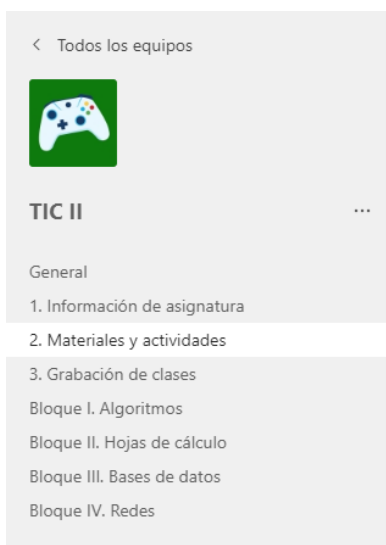 Todos los equipos
TIC II
General
1. Información de asignatura
2. Materiales y actividades
3. Grabación de clases
Bloque I. Algoritmos
Bloque II. Hojas de cálculo
Bloque III. Bases de datos
Bloque IV. Redes